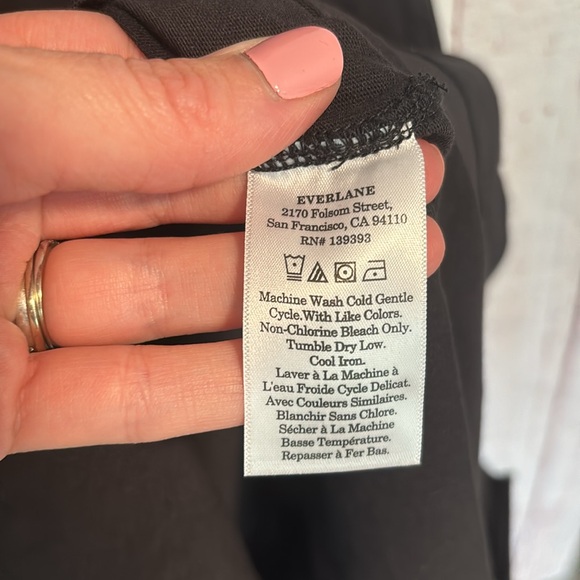 EVERLANE
2170 Folsom Street,
San Francisco, CA 94110
RN# 139393
Machine Wash Cold Gentle
Cycle.With Like Colors.
Non-Chlorine Bleach Only.
Tumble Dry Low.
Cool Iron.
Laver à La Machine à
L'eau Froide Cycle Delicat.
Avec Couleurs Similaires.
Blanchir Sans Chlore.
Sécher à La Machine
Basse Température.
Repasser à Fer Bas.